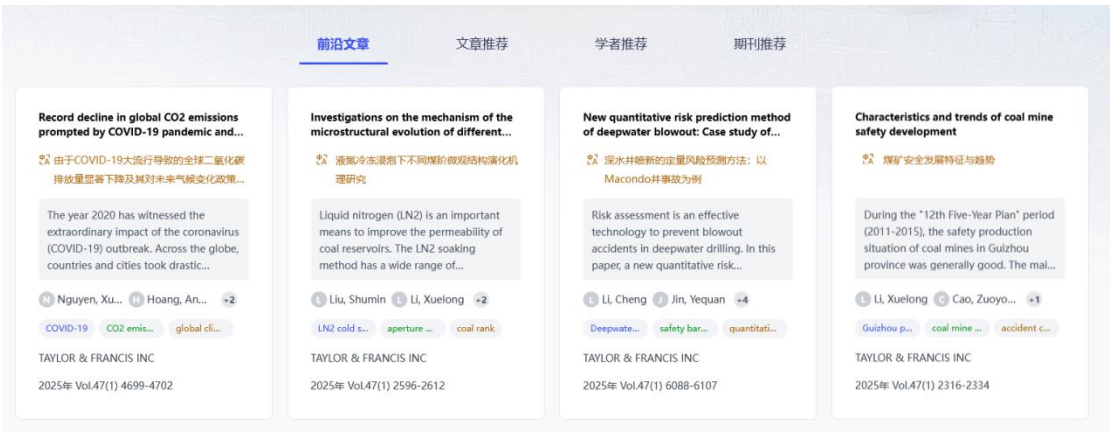 前沿文章
文章推荐
学者推荐
期刊推荐
Record decline in global CO2 emissions
prompted by COVID-19 pandemic and...
由于COVID-19大流行导致的全球二氧化碳
排放量显著下降及其对未来气候变化政策...
The year 2020 has witnessed the
extraordinary impact of the coronavirus
(COVID-19) outbreak. Across the globe,
countries and cities took drastic...
N Nguyen, Xu... H Hoang, An... +2
COVID-19 CO2 emis... global cli...
TAYLOR & FRANCIS INC
2025年 Vol.47(1) 4699-4702
Investigations on the mechanism of the
microstructural evolution of different...
液氮冷冻浸泡下不同煤阶微观结构演化机
理研究
Liquid nitrogen (LN2) is an important
means to improve the permeability of
coal reservoirs. The LN2 soaking
method has a wide range of...
L Liu, Shumin L Li, Xuelong +2
LN2 cold s... aperture ... coal rank
TAYLOR & FRANCIS INC
2025年 Vol.47(1) 2596-2612
New quantitative risk prediction method
of deepwater blowout: Case study of...
深水井喷新的定量风险预测方法：以
Macondo井事故为例
Risk assessment is an effective
technology to prevent blowout
accidents in deepwater drilling. In this
paper, a new quantitative risk...
L Li, Cheng J Jin, Yequan +4
Deepwate... safety bar... quantitati...
TAYLOR & FRANCIS INC
2025年 Vol.47(1) 6088-6107
Characteristics and trends of coal mine
safety development
煤矿安全发展特征与趋势
During the "12th Five-Year Plan" period
(2011-2015), the safety production
situation of coal mines in Guizhou
province was generally good. The mai...
L Li, Xuelong C Cao, Zuoyo... +1
Guizhou p... coal mine ... accident c...
TAYLOR & FRANCIS INC
2025年 Vol.47(1) 2316-2334